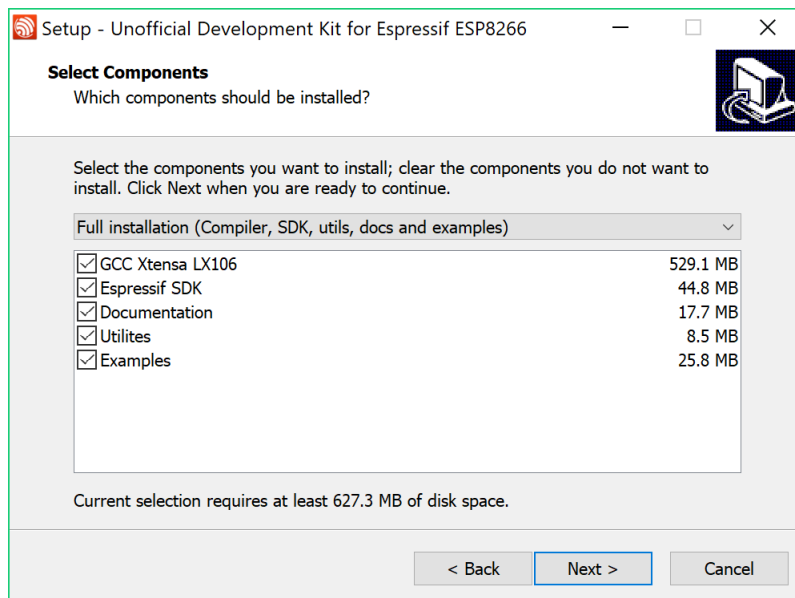 Setup - Unofficial Development Kit for Espressif ESP8266
Select Components
Which components should be installed?
Select the components you want to install; clear the components you do not want to
install. Click Next when you are ready to continue.
Full installation (Compiler, SDK, utils, docs and examples)
GCC Xtensa LX106 529.1 MB
Espressif SDK 44.8 MB
Documentation 17.7 MB
Utilites 8.5 MB
Examples 25.8 MB
Current selection requires at least 627.3 MB of disk space.
< Back Next > Cancel